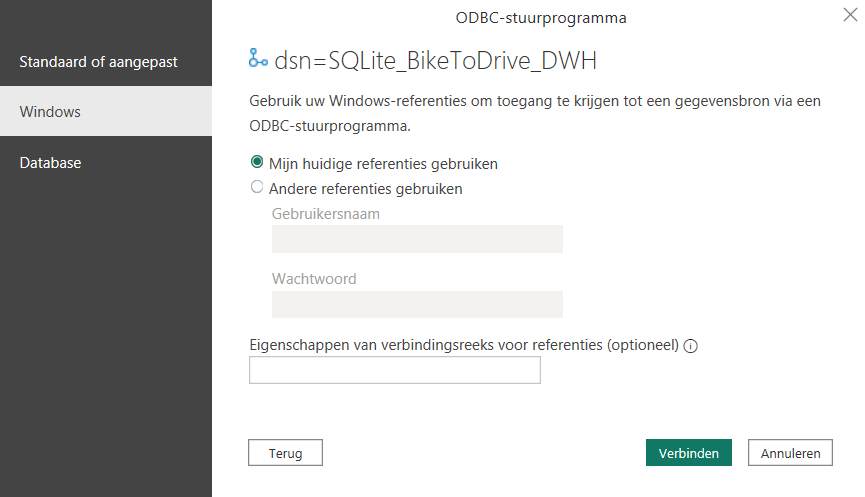 ODBC-stuurprogramma
Standaard of aangepast
Windows
Database
dsn=SQLite_BikeToDrive_DWH
Gebruik uw Windows-referenties om toegang te krijgen tot een gegevensbron via een
ODBC-stuurprogramma.
Mijn huidige referenties gebruiken
Andere referenties gebruiken
Gebruikersnaam
Wachtwoord
Eigenschappen van verbindingsreeks voor referenties (optioneel)
Terug
Verbinden
Annuleren